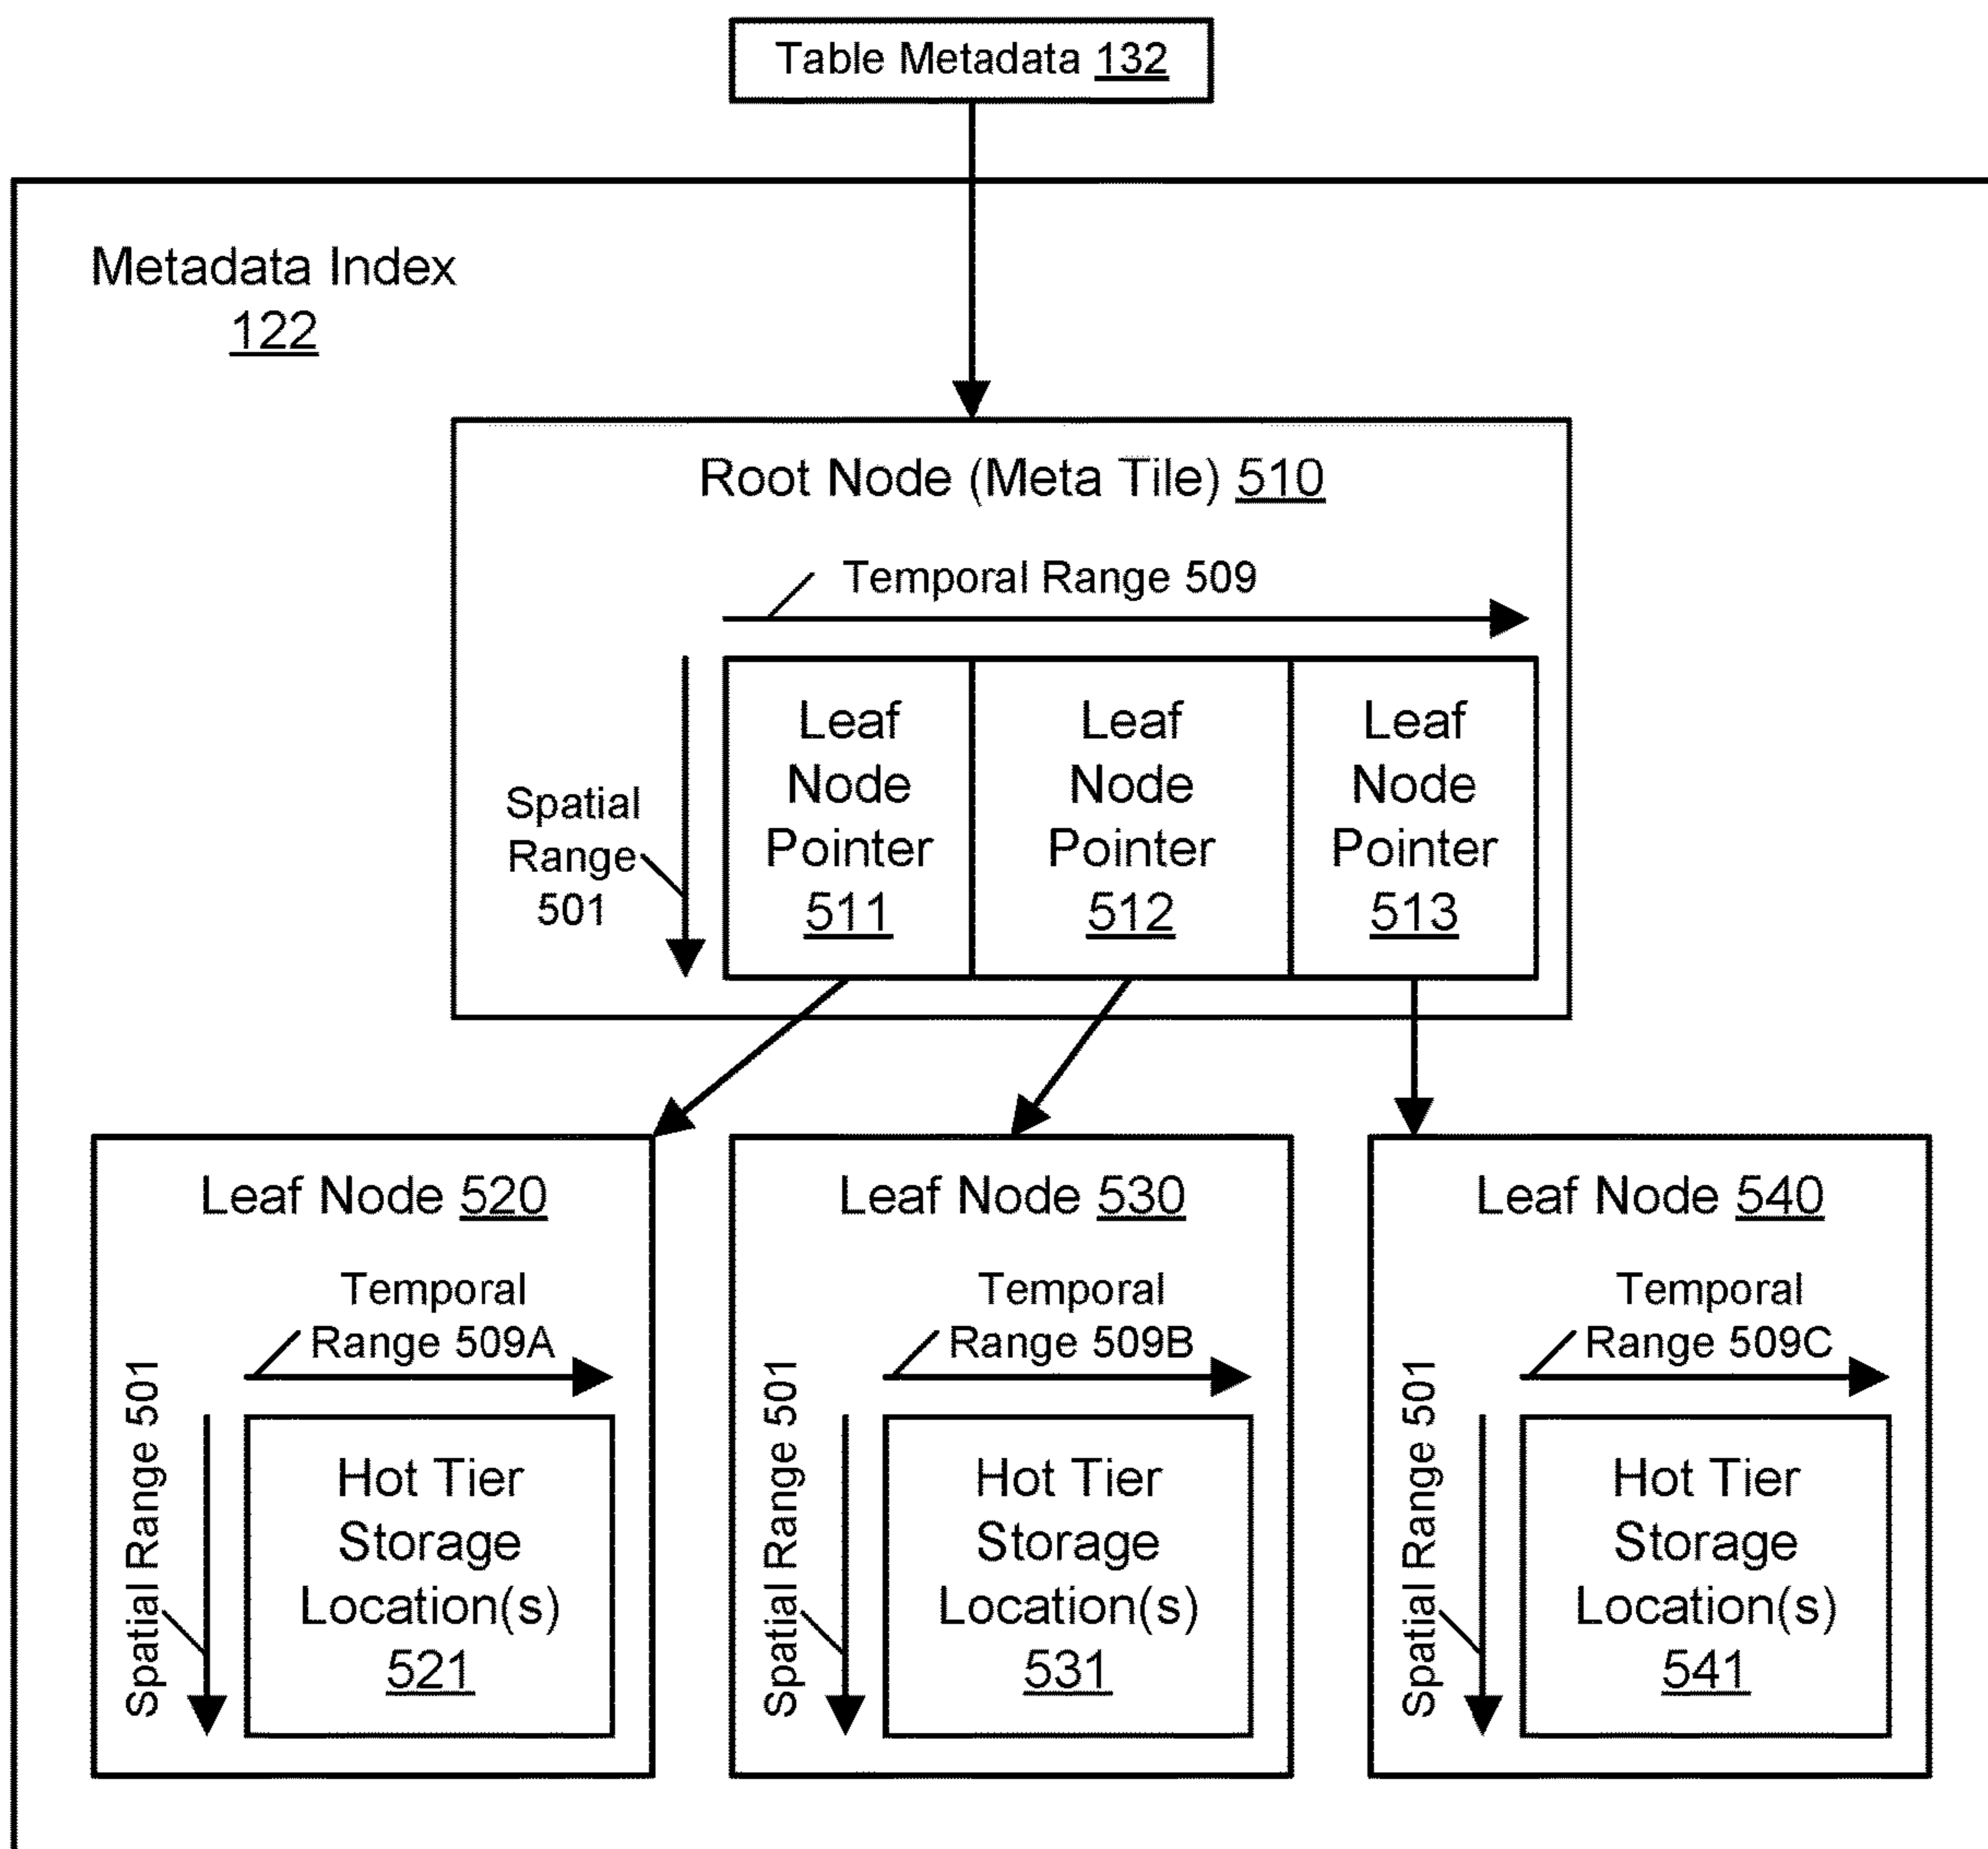 Table Metadata 132
Metadata Index
122
Root Node (Meta Tile) 510
Temporal Range 509
Spatial
Range
501
Leaf
Node
Pointer
511
Leaf
Node
Pointer
512
Leaf
Node
Pointer
513
Leaf Node 520
Temporal
Range 509A
Spatial Range 501
Hot Tier
Storage
Location(s)
521
Leaf Node 530
Temporal
Range 509B
Spatial Range 501
Hot Tier
Storage
Location(s)
531
Leaf Node 540
Temporal
Range 509C
Spatial Range 501
Hot Tier
Storage
Location(s)
541